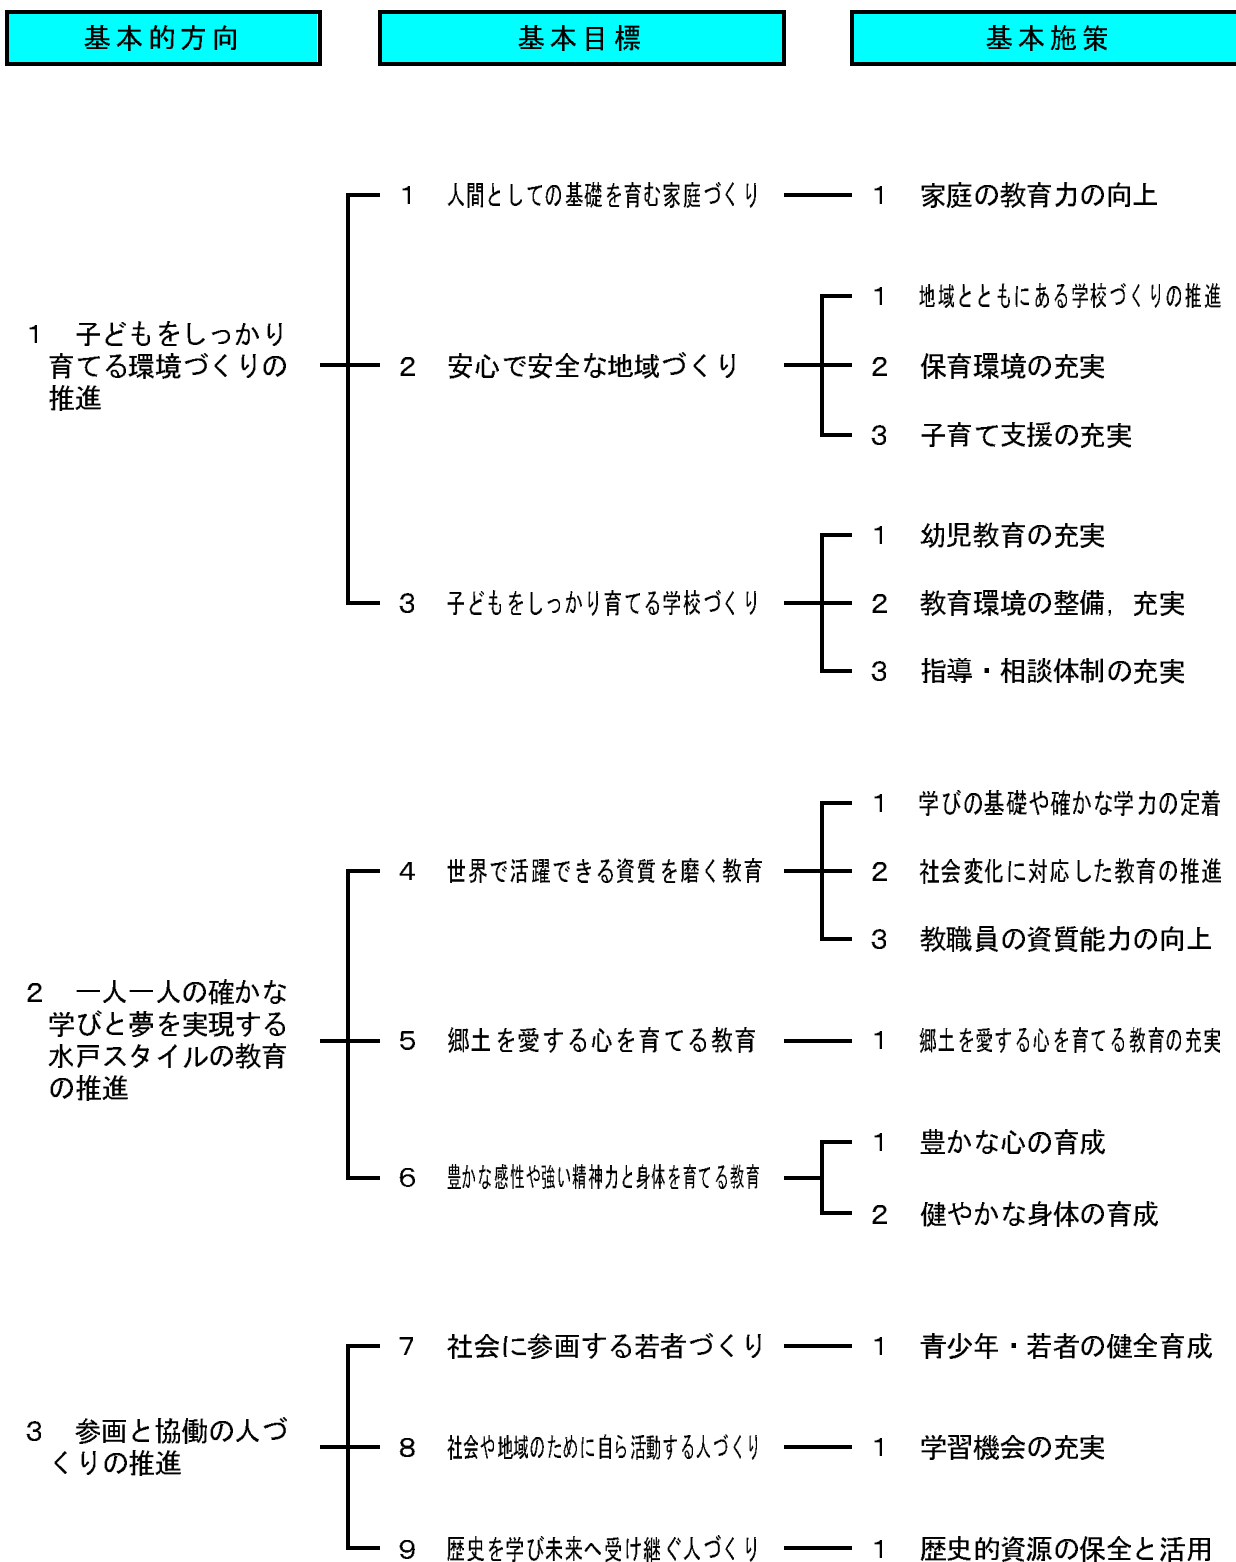 基本的方向
基本目標
基本施策
1 子どもをしっかり
育てる環境づくりの
推進
1 人間としての基礎を育む家庭づくり
1 家庭の教育力の向上
2 安心で安全な地域づくり
1 地域とともにある学校づくりの推進
2 保育環境の充実
3 子育て支援の充実
3 子どもをしっかり育てる学校づくり
1 幼児教育の充実
2 教育環境の整備，充実
3 指導・相談体制の充実
2 一人一人の確かな
学びと夢を実現する
水戸スタイルの教育
の推進
4 世界で活躍できる資質を磨く教育
1 学びの基礎や確かな学力の定着
2 社会変化に対応した教育の推進
3 教職員の資質能力の向上
5 郷土を愛する心を育てる教育
1 郷土を愛する心を育てる教育の充実
6 豊かな感性や強い精神力と身体を育てる教育
1 豊かな心の育成
2 健やかな身体の育成
3 参画と協働の人づ
くりの推進
7 社会に参画する若者づくり
1 青少年・若者の健全育成
8 社会や地域のために自ら活動する人づくり
1 学習機会の充実
9 歴史を学び未来へ受け継ぐ人づくり
1 歴史的資源の保全と活用